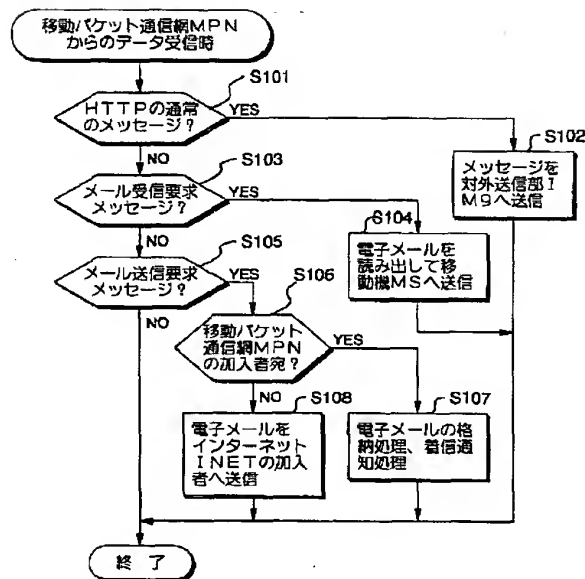 移動パケット通信網MPN
からのデータ受信時
S101
HTTPの通常
のメッセージ?
YES
NO
S102
メッセージを
対外送信部I
M9へ送信
S103
メール受信要求
メッセージ?
YES
NO
S104
電子メールを
読み出して移
動機MSへ送信
S105
メール送信要求
メッセージ?
YES
NO
S106
移動パケット
通信網MPN
の加入者宛?
YES
NO
S108
電子メールを
インターネット
INETの加入
者へ送信
S107
電子メールの格
納処理、着信通
知処理
終了